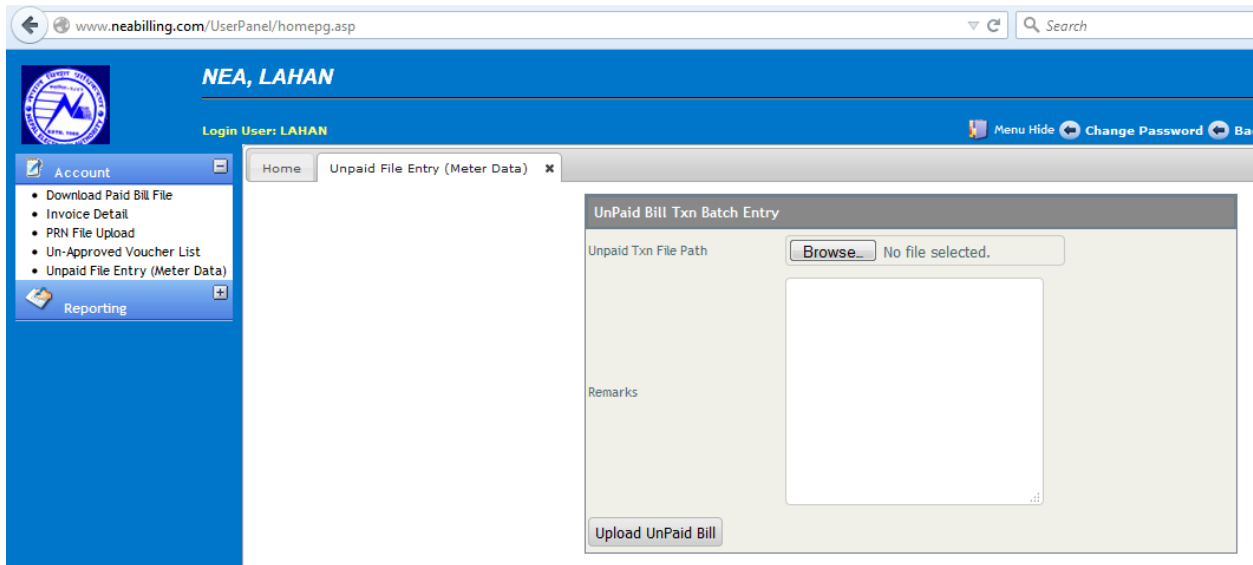 www.neabilling.com/UserPanel/homepg.asp
Search
NEA, LAHAN
Login User: LAHAN
Menu Hide Change Password Ba
Account
Download Paid Bill File
Invoice Detail
PRN File Upload
Un-Approved Voucher List
Unpaid File Entry (Meter Data)
Reporting
Home
Unpaid File Entry (Meter Data)
UnPaid Bill Txn Batch Entry
Unpaid Txn File Path
Browse_ No file selected.
Remarks
Upload UnPaid Bill